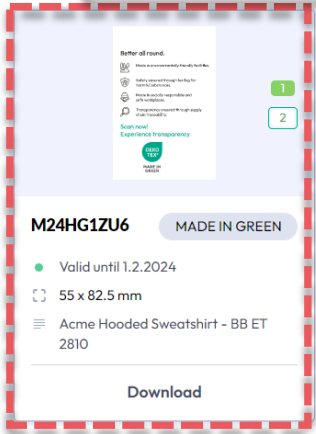 Better all round.
Made in environmentally friendly facilities.
Safety proved through testing for
harmful substances.
Made in socially responsible and
safe workplaces.
Transparency ensured through supply
chain traceability.
Scan now!
Experience transparency
OEKO
TEX®
MADE IN
GREEN
1
2
M24HG1ZU6
MADE IN GREEN
Valid until 1.2.2024
55 x 82.5 mm
Acme Hooded Sweatshirt - BB ET
2810
Download